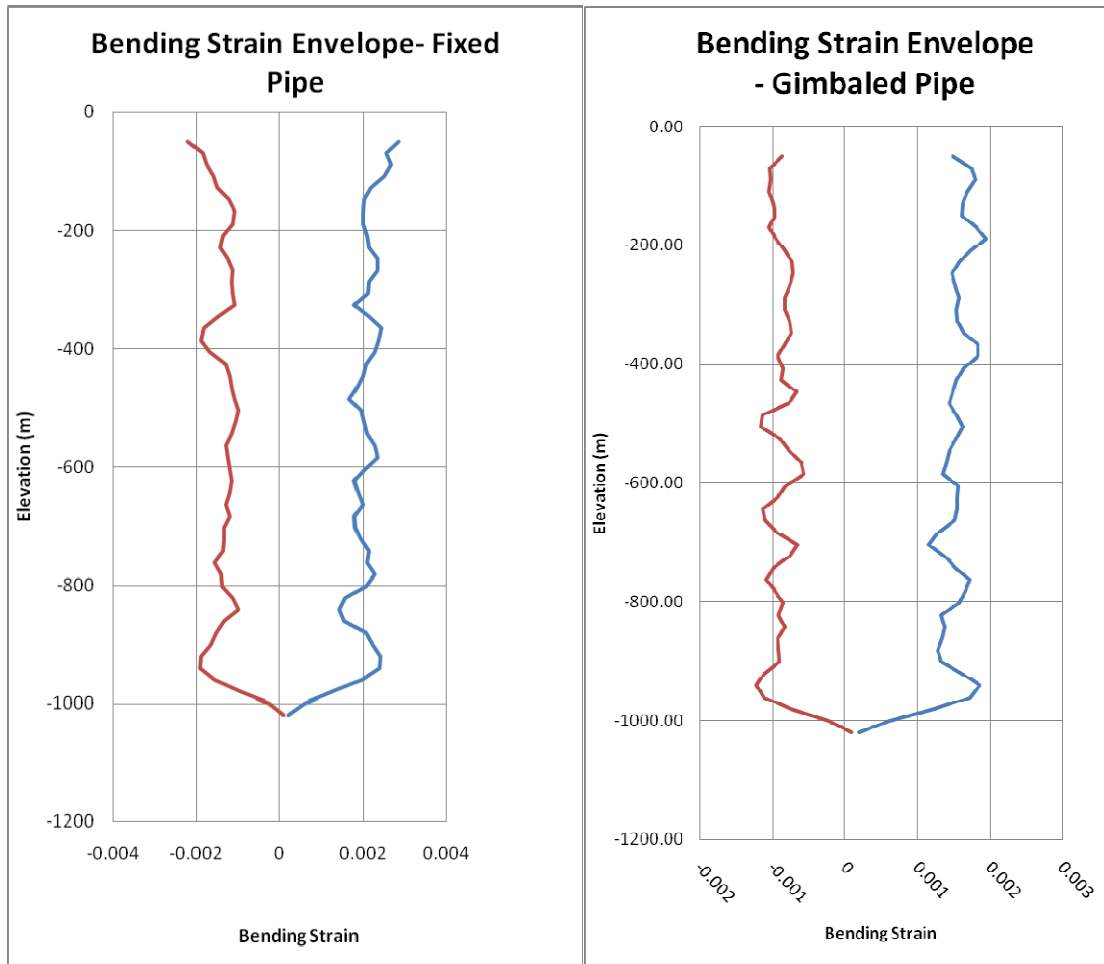 Bending Strain Envelope- Fixed
Pipe
0
-200
-400
-600
-800
-1000
-1200
-0.004 -0.002 0 0.002 0.004
Elevation (m)
Bending Strain
Bending Strain Envelope
- Gimbaled Pipe
0.00
-200.00
-400.00
-600.00
-800.00
-1000.00
-1200.00
-0.002 -0.001 0 0.001 0.002 0.003
Elevation (m)
Bending Strain